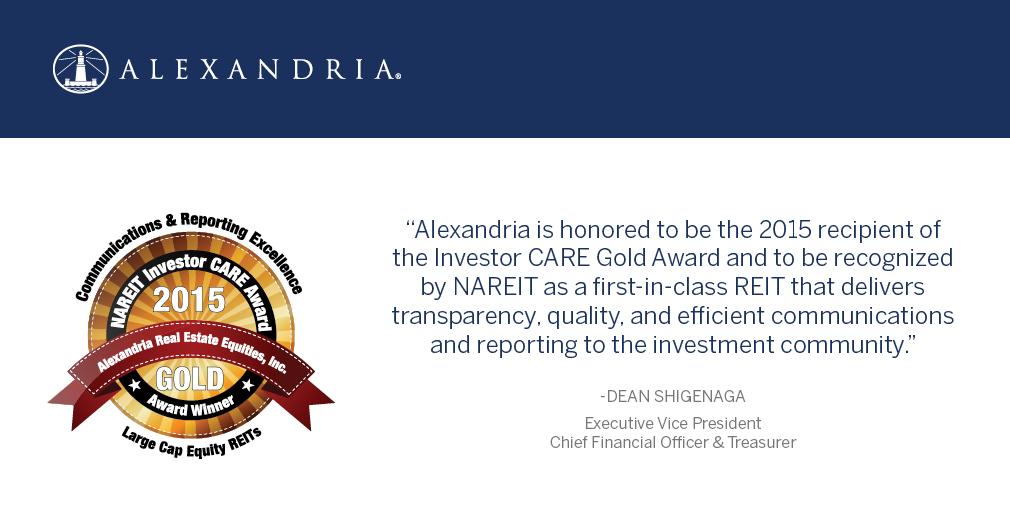 ALEXANDRIA®
Communications & Reporting Excellence
NAREIT Investor CARE Award
2015
Alexandria Real Estate Equities, Inc.
GOLD
Award Winner
Large Cap Equity REITs
“Alexandria is honored to be the 2015 recipient of
the Investor CARE Gold Award and to be recognized
by NAREIT as a first-in-class REIT that delivers
transparency, quality, and efficient communications
and reporting to the investment community.”
-DEAN SHIGENAGA
Executive Vice President
Chief Financial Officer & Treasurer